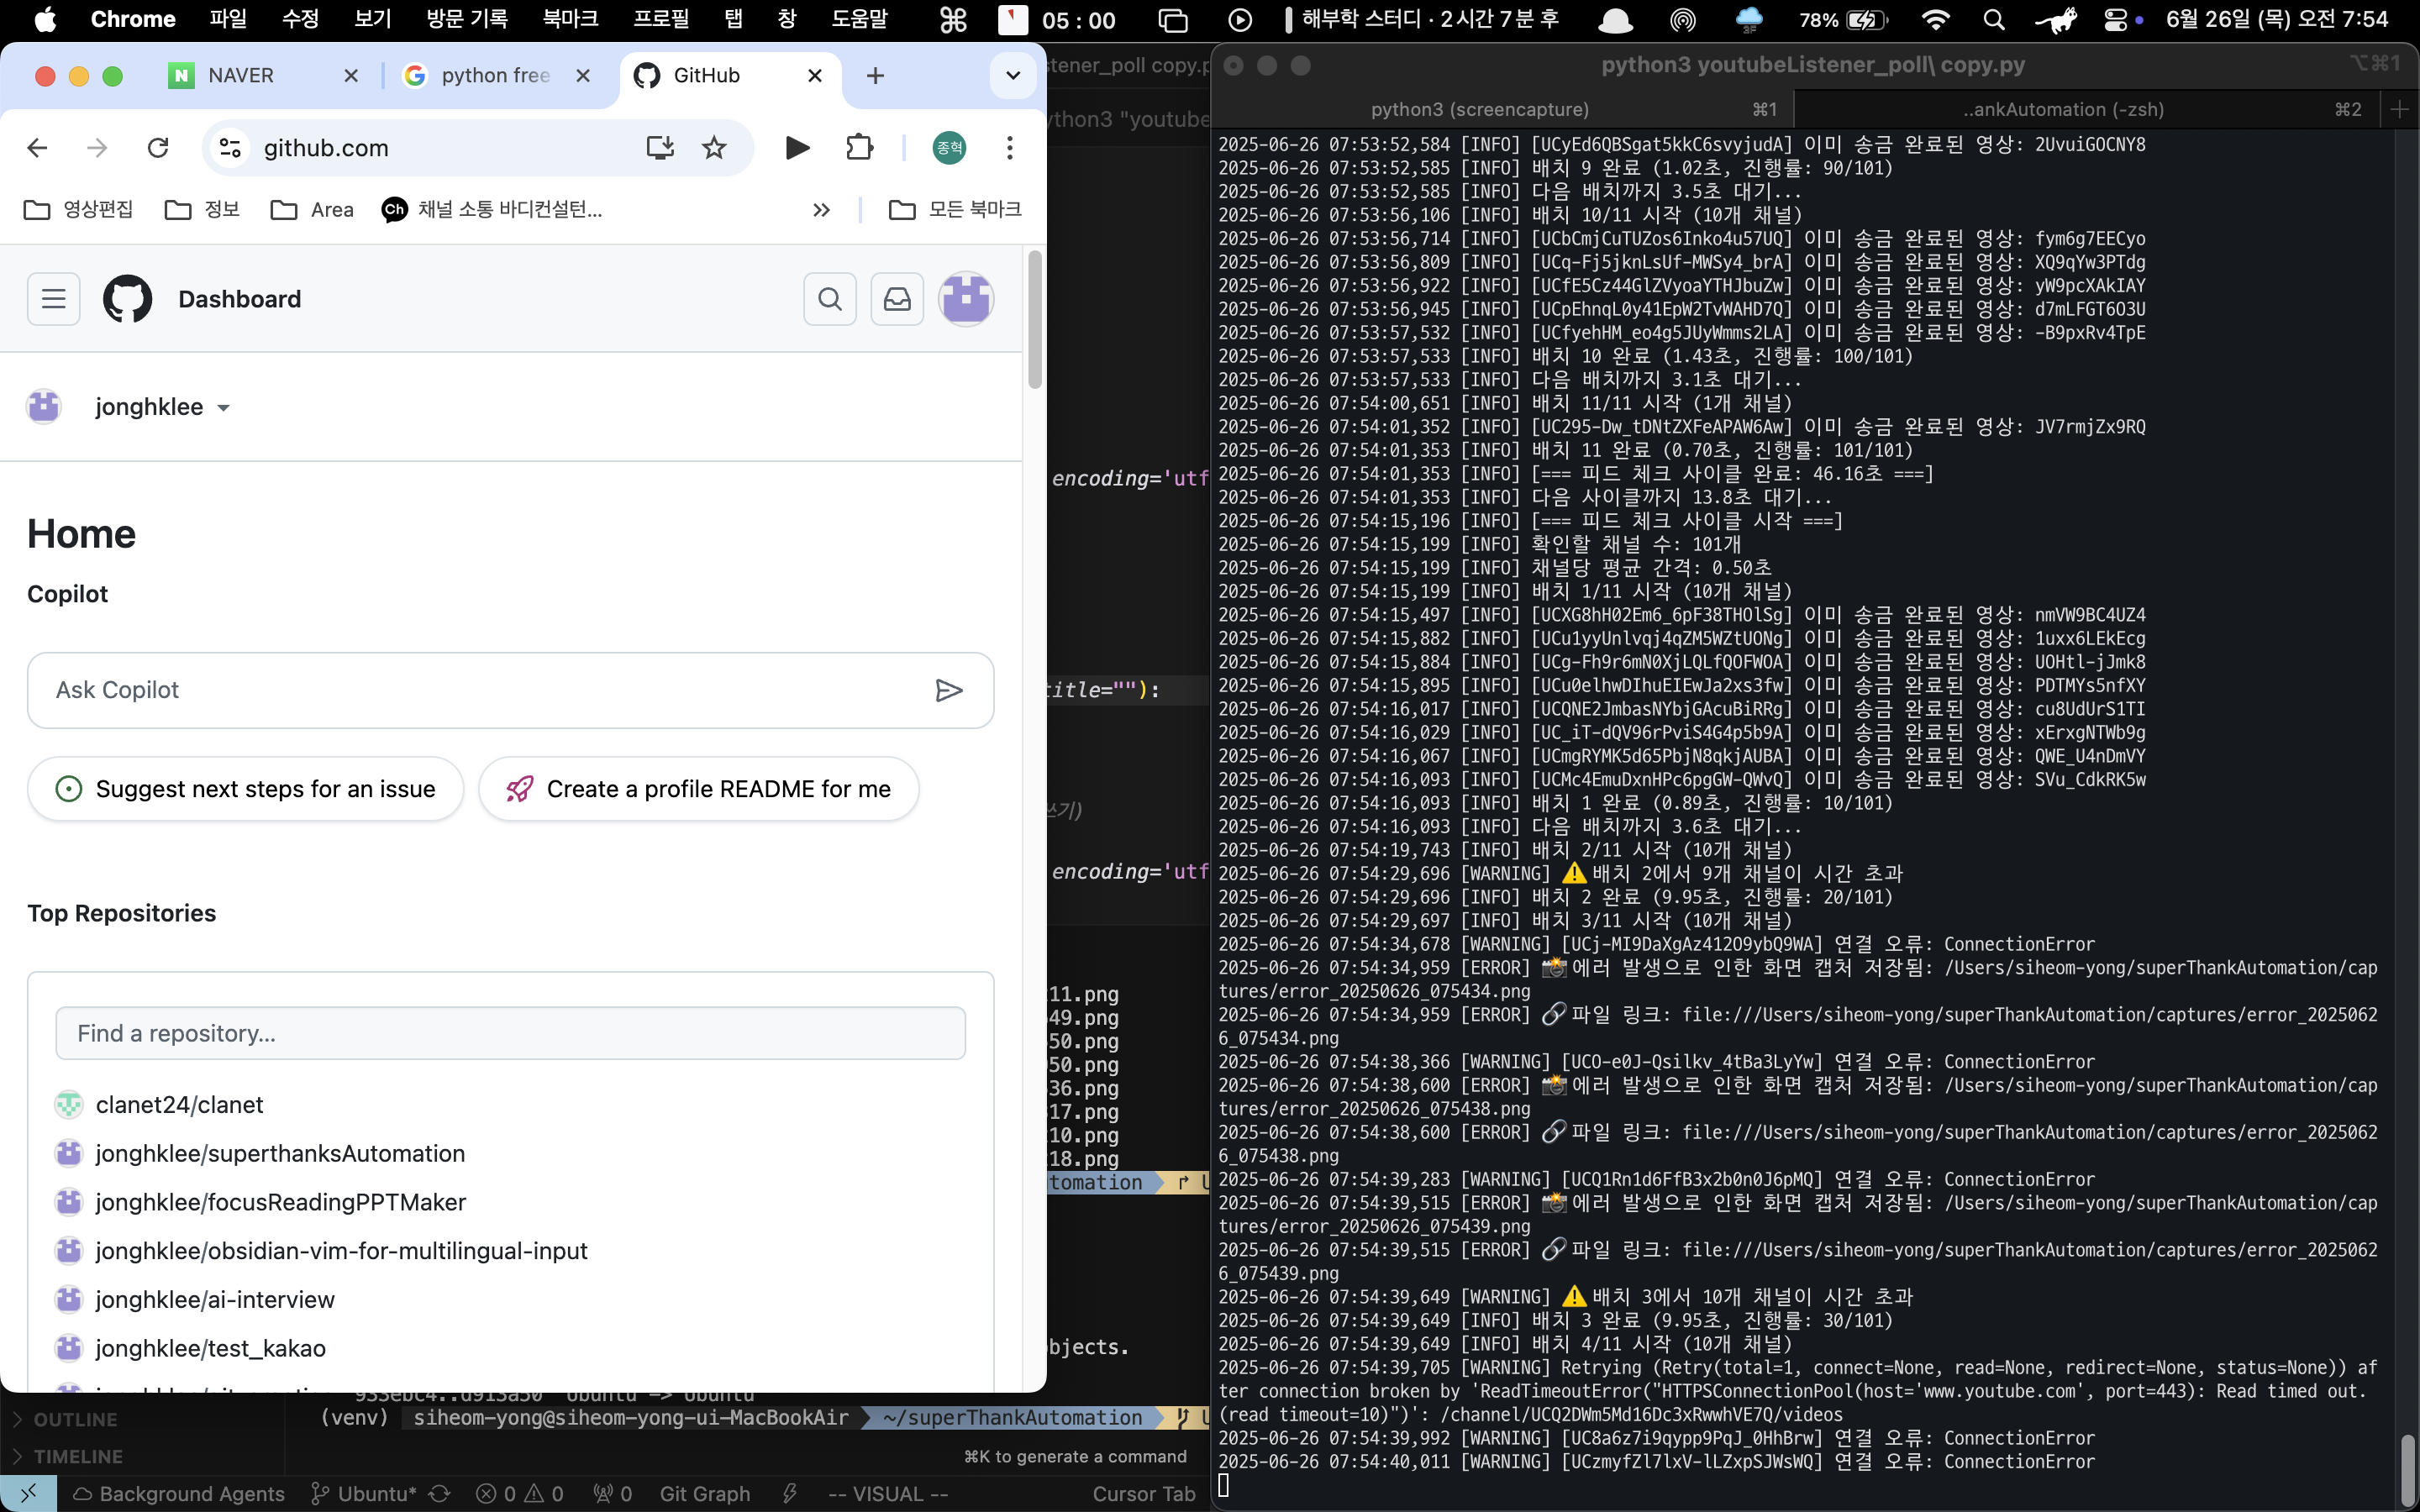 Chrome 파일 수정 보기 방문 기록 북마크 프로필 탭 창 도움말 05 : 00 해부학 스터디 · 2시간 7분 후 78% 6월 26일 (목) 오전 7:54
NAVER
python free
GitHub
github.com
종혁
영상편집
정보
Area
Ch 채널 소통 바디컨설턴...
모든 북마크
Dashboard
jonghklee
Home
Copilot
Ask Copilot
Suggest next steps for an issue
Create a profile README for me
Top Repositories
Find a repository...
clanet24/clanet
jonghklee/superthanksAutomation
jonghklee/focusReadingPPTMaker
jonghklee/obsidian-vim-for-multilingual-input
jonghklee/ai-interview
jonghklee/test_kakao
stener_poll copy.p
ython3 "youtube
encoding='utf
title=""):
쓰기)
encoding='utf
11.png
49.png
50.png
50.png
36.png
17.png
10.png
18.png
tomation
bjects.
933ebc4..d913a50 Ubuntu -> Ubuntu
(venv) siheom-yong@siheom-yong-ui-MacBookAir ~/superThankAutomation
⌘K to generate a command
OUTLINE
TIMELINE
Background Agents Ubuntu* 0 0 0 Git Graph -- VISUAL -- Cursor Tab
python3 youtubeListener_poll\ copy.py
⌥⌘1
python3 (screencapture) ⌘1
..ankAutomation (-zsh) ⌘2
2025-06-26 07:53:52,584 [INFO] [UCyEd6QBSgat5kkC6svyjudA] 이미 송금 완료된 영상: 2UvuiGOCNY8
2025-06-26 07:53:52,585 [INFO] 배치 9 완료 (1.02초, 진행률: 90/101)
2025-06-26 07:53:52,585 [INFO] 다음 배치까지 3.5초 대기...
2025-06-26 07:53:56,106 [INFO] 배치 10/11 시작 (10개 채널)
2025-06-26 07:53:56,714 [INFO] [UCbCmjCuTUZos6Inko4u57UQ] 이미 송금 완료된 영상: fym6g7EECyo
2025-06-26 07:53:56,809 [INFO] [UCq-Fj5jknLsUf-MWSy4_brA] 이미 송금 완료된 영상: XQ9qYw3PTdg
2025-06-26 07:53:56,922 [INFO] [UCfE5Cz44GlZVyoaYTHJbuZw] 이미 송금 완료된 영상: yW9pcXAkIAY
2025-06-26 07:53:56,945 [INFO] [UCpEhnqL0y41EpW2TvWAHD7Q] 이미 송금 완료된 영상: d7mLFGT6O3U
2025-06-26 07:53:57,532 [INFO] [UCfyehHM_eo4g5JUyWmms2LA] 이미 송금 완료된 영상: -B9pxRv4TpE
2025-06-26 07:53:57,533 [INFO] 배치 10 완료 (1.43초, 진행률: 100/101)
2025-06-26 07:53:57,533 [INFO] 다음 배치까지 3.1초 대기...
2025-06-26 07:54:00,651 [INFO] 배치 11/11 시작 (1개 채널)
2025-06-26 07:54:01,352 [INFO] [UC295-Dw_tDNtZXFeAPAW6Aw] 이미 송금 완료된 영상: JV7rmjZx9RQ
2025-06-26 07:54:01,353 [INFO] 배치 11 완료 (0.70초, 진행률: 101/101)
2025-06-26 07:54:01,353 [INFO] [=== 피드 체크 사이클 완료: 46.16초 ===]
2025-06-26 07:54:01,353 [INFO] 다음 사이클까지 13.8초 대기...
2025-06-26 07:54:15,196 [INFO] [=== 피드 체크 사이클 시작 ===]
2025-06-26 07:54:15,199 [INFO] 확인할 채널 수: 101개
2025-06-26 07:54:15,199 [INFO] 채널당 평균 간격: 0.50초
2025-06-26 07:54:15,199 [INFO] 배치 1/11 시작 (10개 채널)
2025-06-26 07:54:15,497 [INFO] [UCXG8hH02Em6_6pF38THOlSg] 이미 송금 완료된 영상: nmVW9BC4UZ4
2025-06-26 07:54:15,882 [INFO] [UCu1yyUnlvqj4qZM5WZtUONg] 이미 송금 완료된 영상: 1uxx6LEkEcg
2025-06-26 07:54:15,884 [INFO] [UCg-Fh9r6mN0XjLQLfQOFWOA] 이미 송금 완료된 영상: UOHtl-jJmk8
2025-06-26 07:54:15,895 [INFO] [UCu0elhwDIhuEIEwJa2xs3fw] 이미 송금 완료된 영상: PDTMYs5nfXY
2025-06-26 07:54:16,017 [INFO] [UCQNE2JmbasNYbjGAcuBiRRg] 이미 송금 완료된 영상: cu8UdUrS1TI
2025-06-26 07:54:16,029 [INFO] [UC_iT-dQV96rPviS4G4p5b9A] 이미 송금 완료된 영상: xErxgNTWb9g
2025-06-26 07:54:16,067 [INFO] [UCmgRYMK5d65PbjN8qkjAUBA] 이미 송금 완료된 영상: QWE_U4nDmVY
2025-06-26 07:54:16,093 [INFO] [UCMc4EmuDxnHPc6pgGW-QWvQ] 이미 송금 완료된 영상: SVu_CdkRK5w
2025-06-26 07:54:16,093 [INFO] 배치 1 완료 (0.89초, 진행률: 10/101)
2025-06-26 07:54:16,093 [INFO] 다음 배치까지 3.6초 대기...
2025-06-26 07:54:19,743 [INFO] 배치 2/11 시작 (10개 채널)
2025-06-26 07:54:29,696 [WARNING] ⚠️ 배치 2에서 9개 채널이 시간 초과
2025-06-26 07:54:29,696 [INFO] 배치 2 완료 (9.95초, 진행률: 20/101)
2025-06-26 07:54:29,697 [INFO] 배치 3/11 시작 (10개 채널)
2025-06-26 07:54:34,678 [WARNING] [UCj-MI9DaXgAz412O9ybQ9WA] 연결 오류: ConnectionError
2025-06-26 07:54:34,959 [ERROR] 📸 에러 발생으로 인한 화면 캡처 저장됨: /Users/siheom-yong/superThankAutomation/cap
tures/error_20250626_075434.png
2025-06-26 07:54:34,959 [ERROR] 🔗 파일 링크: file:///Users/siheom-yong/superThankAutomation/captures/error_2025062
6_075434.png
2025-06-26 07:54:38,366 [WARNING] [UCO-e0J-Qsilkv_4tBa3LyYw] 연결 오류: ConnectionError
2025-06-26 07:54:38,600 [ERROR] 📸 에러 발생으로 인한 화면 캡처 저장됨: /Users/siheom-yong/superThankAutomation/cap
tures/error_20250626_075438.png
2025-06-26 07:54:38,600 [ERROR] 🔗 파일 링크: file:///Users/siheom-yong/superThankAutomation/captures/error_2025062
6_075438.png
2025-06-26 07:54:39,283 [WARNING] [UCQ1Rn1d6FfB3x2b0n0J6pMQ] 연결 오류: ConnectionError
2025-06-26 07:54:39,515 [ERROR] 📸 에러 발생으로 인한 화면 캡처 저장됨: /Users/siheom-yong/superThankAutomation/cap
tures/error_20250626_075439.png
2025-06-26 07:54:39,515 [ERROR] 🔗 파일 링크: file:///Users/siheom-yong/superThankAutomation/captures/error_2025062
6_075439.png
2025-06-26 07:54:39,649 [WARNING] ⚠️ 배치 3에서 10개 채널이 시간 초과
2025-06-26 07:54:39,649 [INFO] 배치 3 완료 (9.95초, 진행률: 30/101)
2025-06-26 07:54:39,649 [INFO] 배치 4/11 시작 (10개 채널)
2025-06-26 07:54:39,705 [WARNING] Retrying (Retry(total=1, connect=None, read=None, redirect=None, status=None)) af
ter connection broken by 'ReadTimeoutError("HTTPSConnectionPool(host='www.youtube.com', port=443): Read timed out.
(read timeout=10)")': /channel/UCQ2DWm5Md16Dc3xRwwhVE7Q/videos
2025-06-26 07:54:39,992 [WARNING] [UC8a6z7i9qypp9PqJ_0HhBrw] 연결 오류: ConnectionError
2025-06-26 07:54:40,011 [WARNING] [UCzmyfZl7lxV-lLZxpSJWsWQ] 연결 오류: ConnectionError